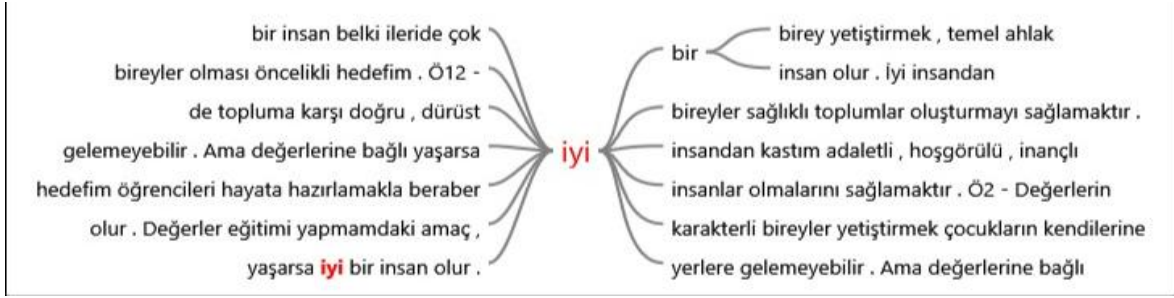 bir insan belki ileride çok
bireyler olması öncelikli hedefim . Ö12 -
de topluma karşı doğru , dürüst
gelemeyebilir . Ama değerlerine bağlı yaşarsa
hedefim öğrencileri hayata hazırlamakla beraber
olur . Değerler eğitimi yapmamdaki amaç ,
yaşarsa iyi bir insan olur .
iyi
bir
birey yetiştirmek , temel ahlak
insan olur . İyi insandan
bireyler sağlıklı toplumlar oluşturmayı sağlamaktır .
insandan kastım adaletli , hoşgörülü , inançlı
insanlar olmalarını sağlamaktır . Ö2 - Değerlerin
karakterli bireyler yetiştirmek çocukların kendilerine
yerlere gelemeyebilir . Ama değerlerine bağlı